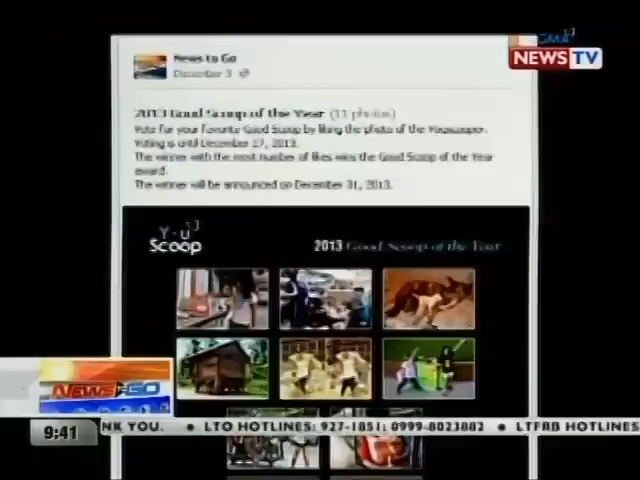 GMA
NEWS TV
News to Go
December 3
2013 Good Scoop of the Year (11 photos)
Vote for your favorite Good Scoop by liking the photo of the Youscooper.
Voting is until December 27, 2013.
The winner with the most number of likes wins the Good Scoop of the Year
award.
The winner will be announced on December 31, 2013.
You
Scoop
2013 Good Scoop of the Year
NEWS TO GO
9:41
NK YOU. • LTO HOTLINES: 927-1851; 0999-8023882 • LTFRB HOTLINES